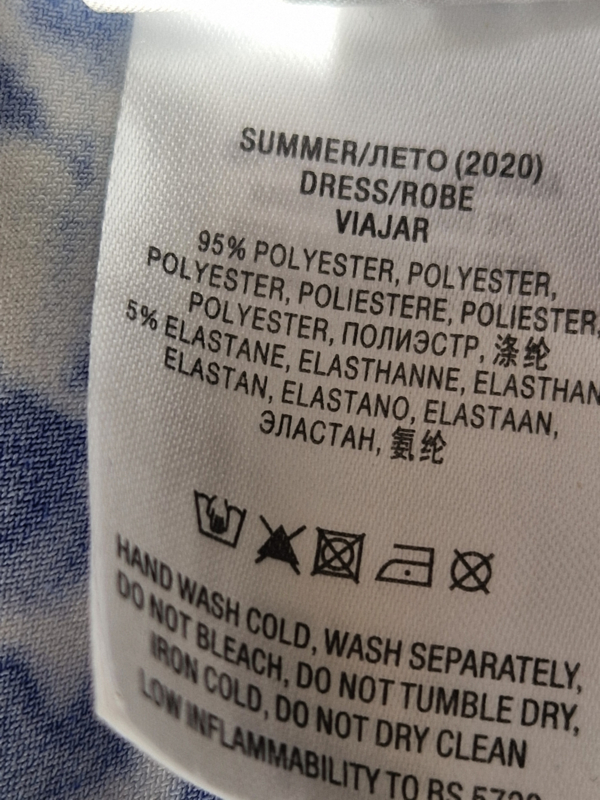 SUMMER/ЛЕТО (2020)
DRESS/ROBE
VIAJAR
95% POLYESTER, POLYESTER,
POLYESTER, POLIESTERE, POLIESTER,
POLYESTER, ПОЛИЭСТР, 涤纶
5% ELASTANE, ELASTHANNE, ELASTHAN
ELASTAN, ELASTANO, ELASTAAN,
ЭЛАСТАН, 氨纶
HAND WASH COLD, WASH SEPARATELY,
DO NOT BLEACH, DO NOT TUMBLE DRY,
IRON COLD, DO NOT DRY CLEAN
LOW INFLAMMABILITY TO BS